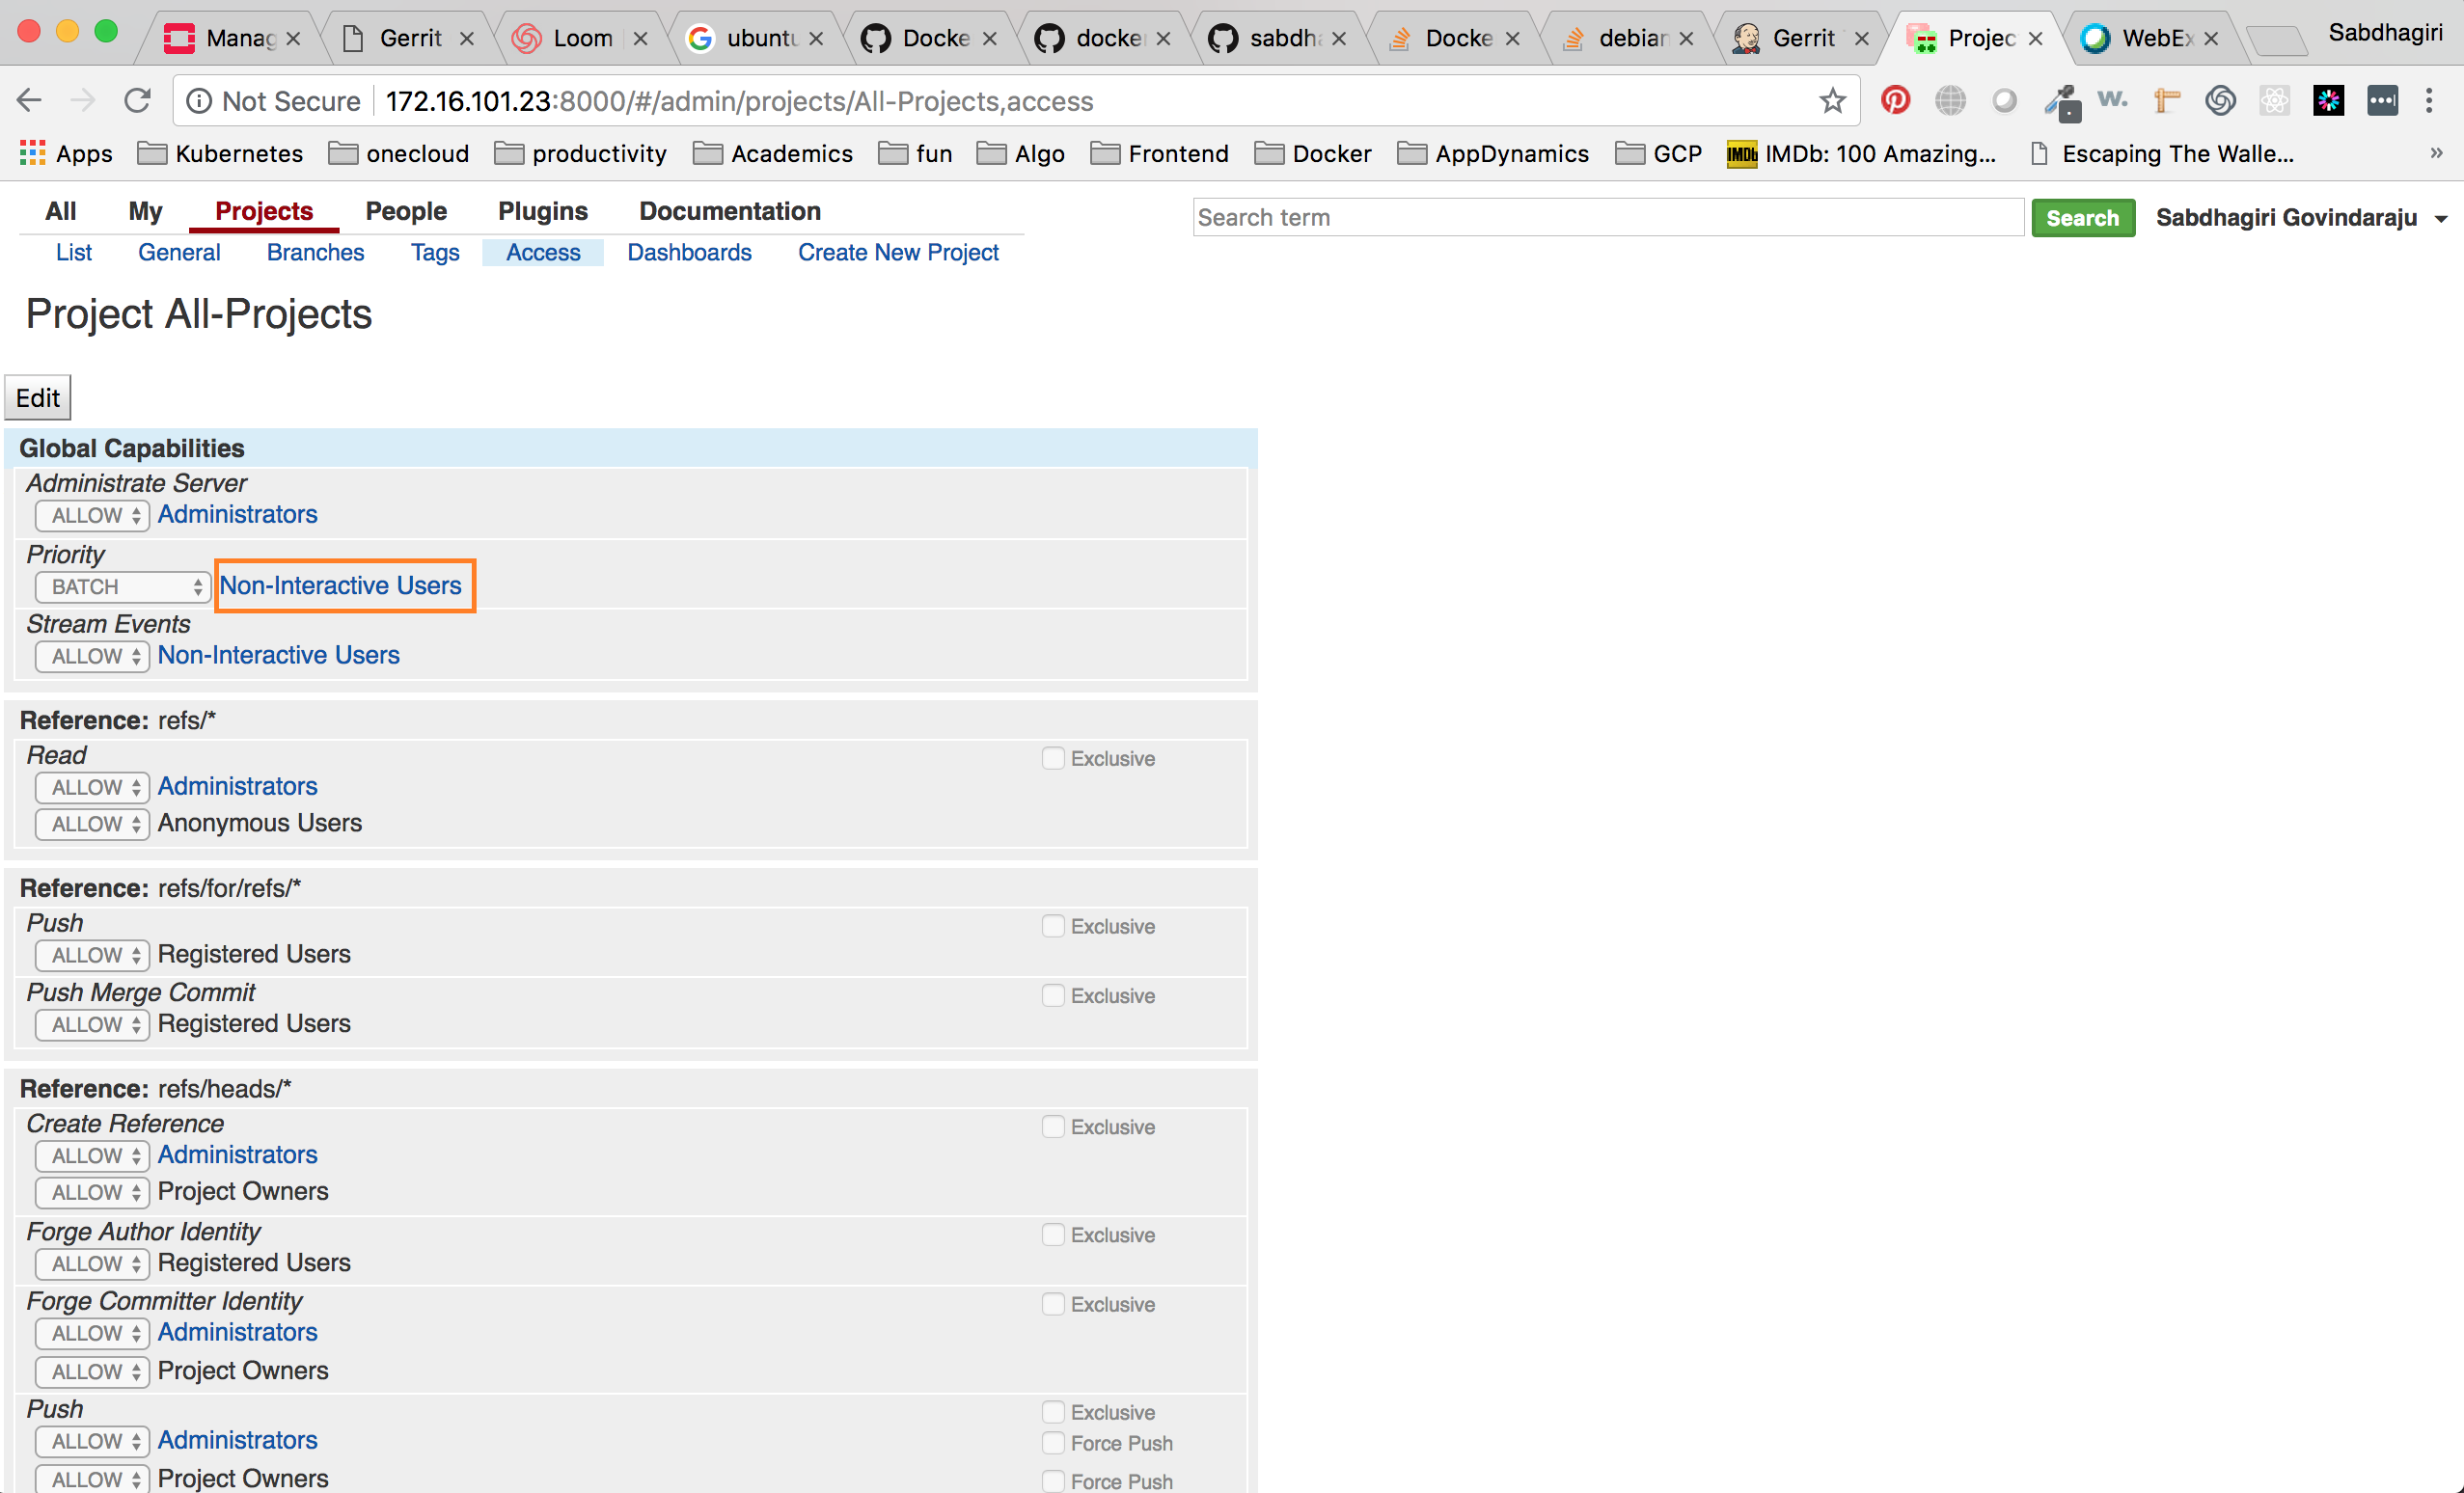 Manag Gerrit Loom ubuntu Docke docker sabdha Docke debian Gerrit Projec WebEx Sabdhagiri
Not Secure 172.16.101.23:8000/#/admin/projects/All-Projects,access
Apps Kubernetes onecloud productivity Academics fun Algo Frontend Docker AppDynamics GCP IMDb IMDb: 100 Amazing... Escaping The Walle... »
All My Projects People Plugins Documentation Search term Search Sabdhagiri Govindaraju
List General Branches Tags Access Dashboards Create New Project
Project All-Projects
Edit
Global Capabilities
Administrate Server
ALLOW Administrators
Priority
BATCH Non-Interactive Users
Stream Events
ALLOW Non-Interactive Users
Reference: refs/*
Read Exclusive
ALLOW Administrators
ALLOW Anonymous Users
Reference: refs/for/refs/*
Push Exclusive
ALLOW Registered Users
Push Merge Commit Exclusive
ALLOW Registered Users
Reference: refs/heads/*
Create Reference Exclusive
ALLOW Administrators
ALLOW Project Owners
Forge Author Identity Exclusive
ALLOW Registered Users
Forge Committer Identity Exclusive
ALLOW Administrators
ALLOW Project Owners
Push Exclusive
ALLOW Administrators Force Push
ALLOW Project Owners Force Push